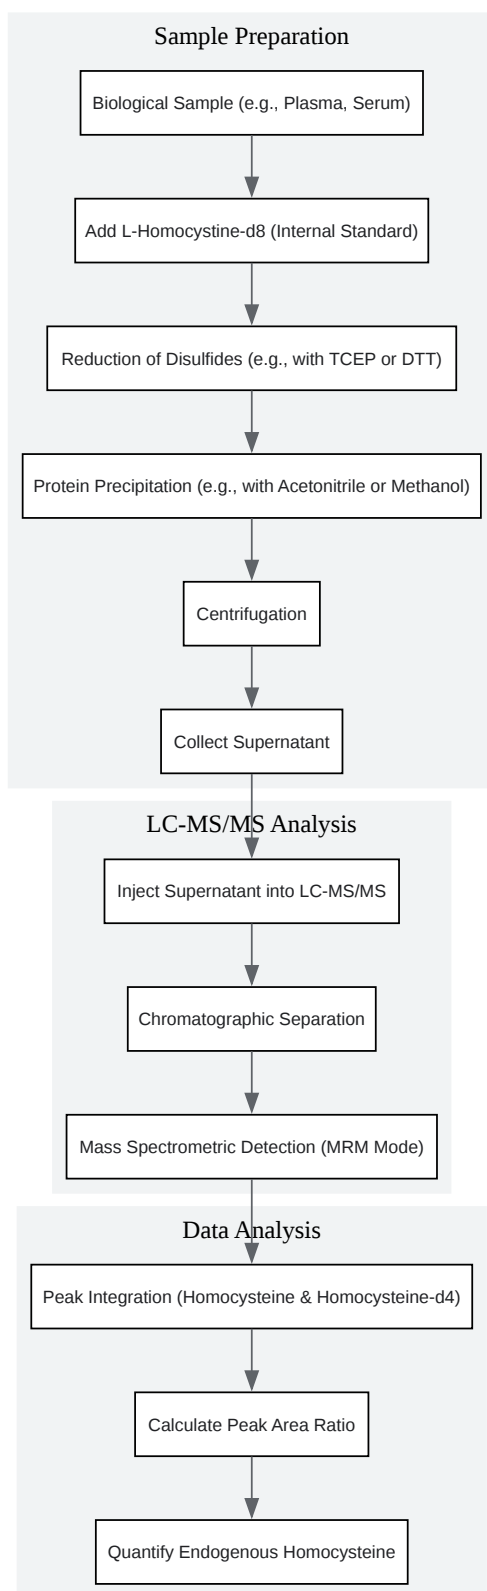 Sample Preparation
Biological Sample (e.g., Plasma, Serum)
Add L-Homocystine-d8 (Internal Standard)
Reduction of Disulfides (e.g., with TCEP or DTT)
Protein Precipitation (e.g., with Acetonitrile or Methanol)
Centrifugation
Collect Supernatant
LC-MS/MS Analysis
Inject Supernatant into LC-MS/MS
Chromatographic Separation
Mass Spectrometric Detection (MRM Mode)
Data Analysis
Peak Integration (Homocysteine & Homocysteine-d4)
Calculate Peak Area Ratio
Quantify Endogenous Homocysteine